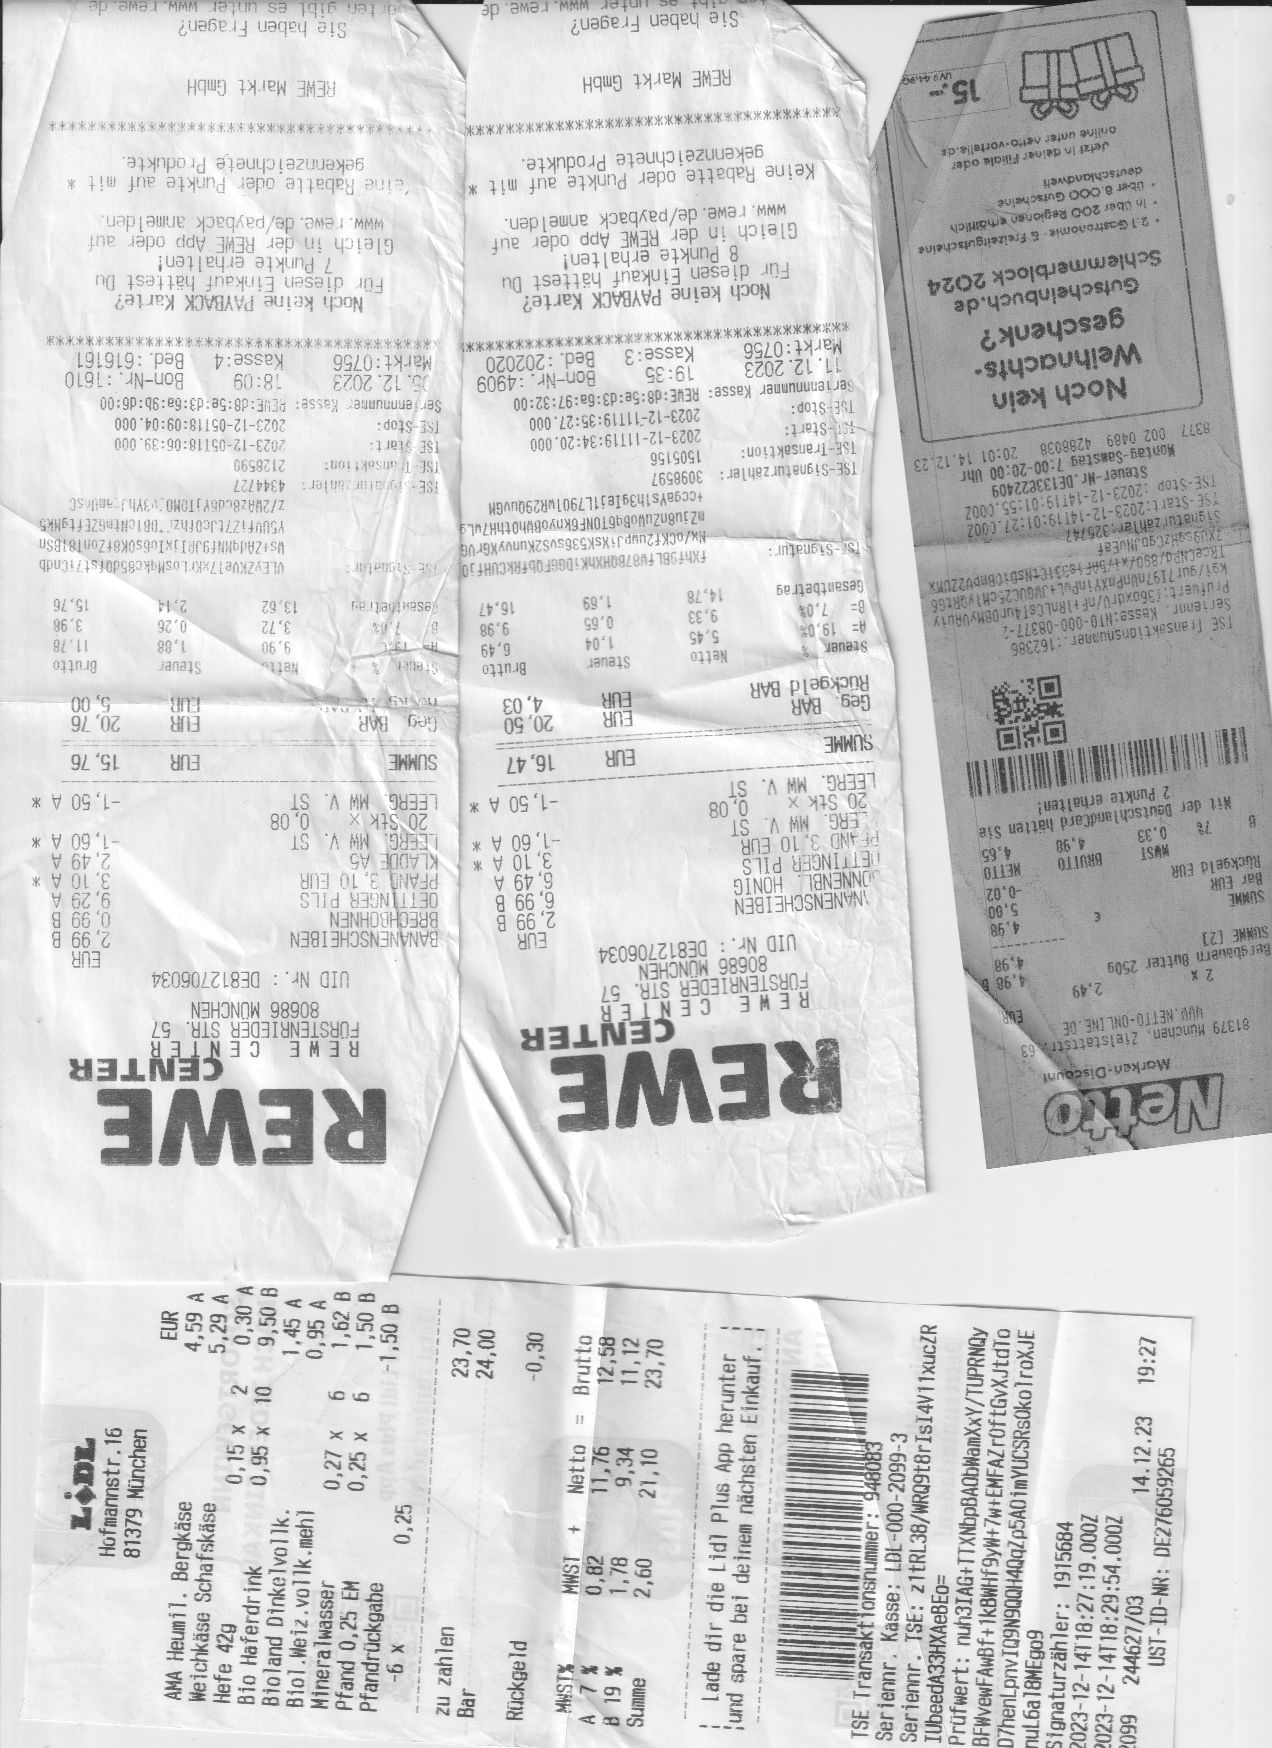 REWE
CENTER
REWE CENTER
FÜRSTENRIEDER STR. 57
80686 MÜNCHEN
UID Nr.: DE812706034
EUR
BANANENSCHEIBEN 2,99 B
BRECHBOHNEN 0,99 B
OETTINGER PILS 9,29 A
PFAND 3,10 EUR 3,10 A *
KLADDE A5 2,49 A
LEERG. MW V. ST -1,60 A *
20 Stk x 0,08
LEERG. MW V. ST -1,50 A *
SUMME EUR 15,76
Geg. BAR EUR 20,76
EUR 5,00
Steuer % Netto Steuer Brutto
A= 19% 9,90 1,88 11,78
B= 7,0% 3,72 0,26 3,98
Gesamtbetrag 13,62 2,14 15,76
TSE-Signatur:
TSE-Signaturzähler: 4344727
TSE-Transaktion: 2128590
TSE-Start: 2023-12-05T18:06:39.000
TSE-Stop: 2023-12-05T18:09:04.000
Seriennummer Kasse: REWE:d8:5e:d3:6a:9b:d6:00
05.12.2023 18:09 Bon-Nr.:1610
Markt:0756 Kasse:4 Bed.:616161
****************************************
Noch keine PAYBACK Karte?
Für diesen Einkauf hättest Du
7 Punkte erhalten!
Gleich in der REWE App oder auf
www.rewe.de/payback anmelden.
Keine Rabatte oder Punkte auf mit *
gekennzeichnete Produkte.
****************************************
REWE Markt GmbH
Sie haben Fragen?
gibt es unter www.rewe.de
REWE
CENTER
REWE CENTER
FÜRSTENRIEDER STR. 57
80686 MÜNCHEN
UID Nr.: DE812706034
EUR
ANANENSCHEIBEN 2,99 B
6,99 B
SONNENBL. HONIG 6,49 A
OETTINGER PILS 3,10 A *
PFAND 3,10 EUR -1,60 A *
LEERG. MW V. ST
20 Stk x 0,08 -1,50 A *
LEERG. MW V. ST
SUMME EUR 16,47
Geg. BAR EUR 20,50
Rückgeld BAR EUR 4,03
Steuer % Netto Steuer Brutto
A= 19,0% 5,45 1,04 6,49
B= 7,0% 9,33 0,65 9,98
Gesamtbetrag 14,78 1,69 16,47
TSE-Signatur:
TSE-Signaturzähler: 3098597
TSE-Transaktion: 1505156
TSE-Start: 2023-12-11T19:34:20.000
TSE-Stop: 2023-12-11T19:35:27.000
Seriennummer Kasse: REWE:d8:5e:d3:6a:97:32:00
11.12.2023 19:35 Bon-Nr.:4909
Markt:0756 Kasse:3 Bed.:202020
****************************************
Noch keine PAYBACK Karte?
Für diesen Einkauf hättest Du
8 Punkte erhalten!
Gleich in der REWE App oder auf
www.rewe.de/payback anmelden.
Keine Rabatte oder Punkte auf mit *
gekennzeichnete Produkte.
****************************************
REWE Markt GmbH
Sie haben Fragen?
gibt es unter www.rewe.de
Netto
Marken-Discount
81379 München, Zielstattstr. 63
WWW.NETTO-ONLINE.DE
EUR
2 x 2,49
Bergbauern Butter 250g 4,98 B
SUMME [2] 4,98
SUMME € 4,98
Bar EUR 5,00
Rückgeld EUR -0,02
MWST BRUTTO NETTO
B 7% 0.33 4.98 4.65
Mit der DeutschlandCard hätten Sie
2 Punkte erhalten!
TSE Transaktionsnummer.:162386
Seriennr. Kasse:NTO-000-08377-2
Signaturzähler:325747
TSE-Start:2023-12-14T19:01:27.000Z
TSE-Stop :2023-12-14T19:01:55.000Z
Steuer-Nr.DE133622409
Montag-Samstag 7:00-20:00 Uhr
8377 002 0489 4288038 20:01 14.12.23
Noch kein
Weihnachts-
geschenk?
Gutscheinbuch.de
Schlemmerblock 2024
• 2:1 Gastronomie- & Freizeitgutscheine
• in über 200 Regionen erhältlich
• über 8.000 Gutscheine
deutschlandweit
Jetzt in deiner Filiale oder
online unter netto-vorteile.de
15.–
UVP 44.90
LIDL
Hofmannstr.16
81379 München
EUR
AMA Heumil. Bergkäse 4,59 A
Weichkäse Schafskäse 5,29 A
Hefe 42g 0,15 x 2 0,30 A
Bio Haferdrink 0,95 x 10 9,50 B
Bioland Dinkelvollk. 1,45 A
Biol.Weiz.vollk.mehl 0,95 A
Mineralwasser 0,27 x 6 1,62 B
Pfand 0,25 EM 0,25 x 6 1,50 B
Pfandrückgabe -1,50 B
-6 x 0,25
zu zahlen 23,70
Bar 24,00
Rückgeld -0,30
MWST% MWST + Netto = Brutto
A 7 % 0,82 11,76 12,58
B 19 % 1,78 9,34 11,12
Summe 2,60 21,10 23,70
Lade dir die Lidl Plus App herunter
und spare bei deinem nächsten Einkauf.
TSE Transaktionsnummer: 948083
Seriennr. Kasse: LDL-000-2099-3
Seriennr. TSE: z1tRL38/WRQ9t8rIsI4V11xucZR
IUbeedA33HXAeBEo=
Prüfwert: nuh3IAG+TTXNbpBAObWamXxY/TUPRNQy
BFWvewFAwBf+1kBWHf9yW+7w+EMFAZrOftGvXJtdTo
D7henLpnvIQ9N9QQH4QqZp5AOimYUCSRsOkolroXJE
nuL6a18WEgo9
Signaturzähler: 1915684
2023-12-14T18:27:19.000Z
2023-12-14T18:29:54.000Z
2099 244627/03 14.12.23 19:27
UST-ID-NR: DE276059265